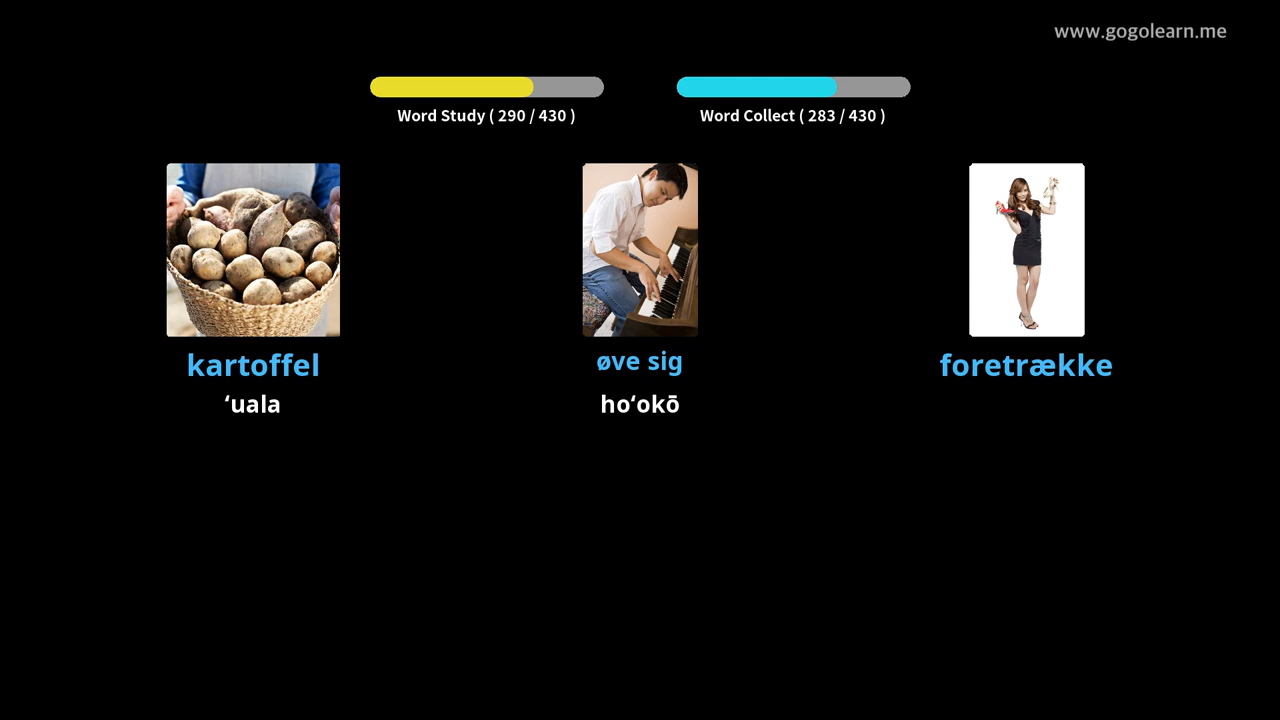 www.gogolearn.me
Word Study ( 290 / 430 )
Word Collect ( 283 / 430 )
kartoffel
øve sig
foretrække
ʻuala
hoʻokō